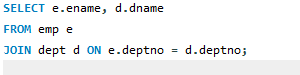 SELECT e.ename, d.dname
FROM emp e
JOIN dept d ON e.deptno = d.deptno;